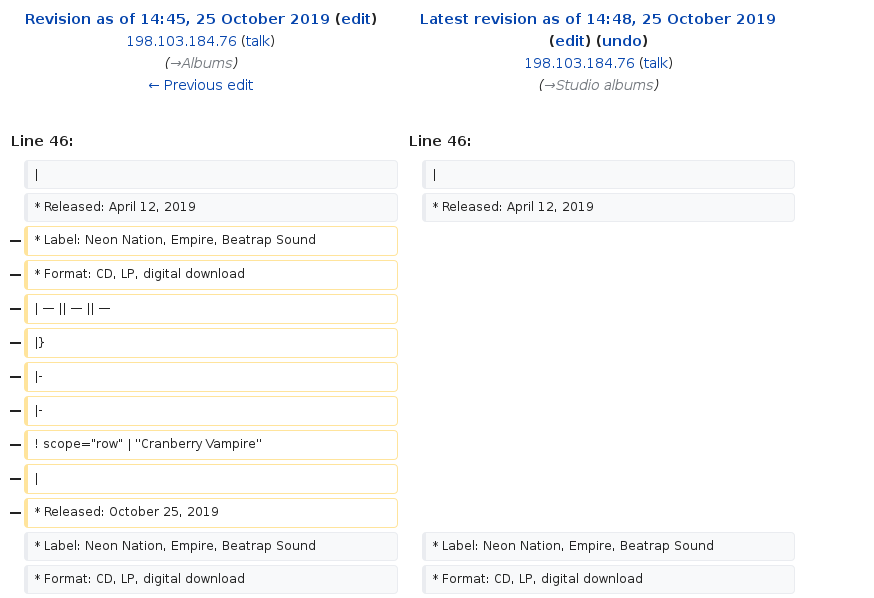 Revision as of 14:45, 25 October 2019 (edit)
198.103.184.76 (talk)
(→Albums)
← Previous edit
Latest revision as of 14:48, 25 October 2019
(edit) (undo)
198.103.184.76 (talk)
(→Studio albums)
Line 46:
Line 46:
|
|
* Released: April 12, 2019
* Released: April 12, 2019
− * Label: Neon Nation, Empire, Beatrap Sound
− * Format: CD, LP, digital download
− | — || — || —
− |}
− |-
− |-
− ! scope="row" | ''Cranberry Vampire''
− |
− * Released: October 25, 2019
* Label: Neon Nation, Empire, Beatrap Sound
* Label: Neon Nation, Empire, Beatrap Sound
* Format: CD, LP, digital download
* Format: CD, LP, digital download